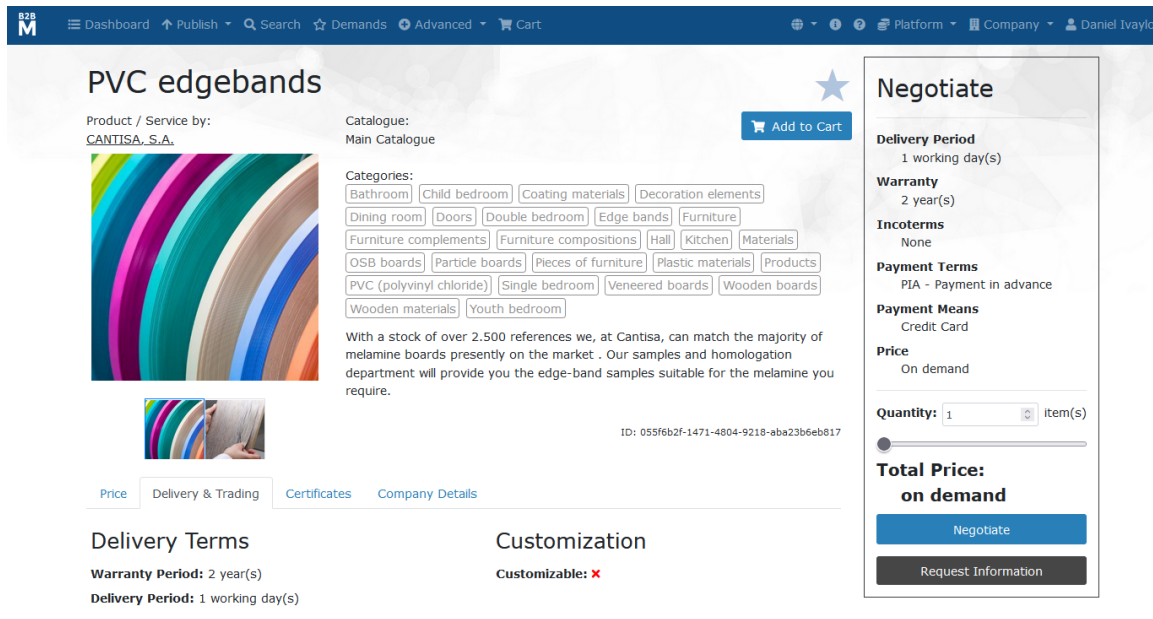 B2B
M
Dashboard Publish Search Demands Advanced Cart Platform Company Daniel Ivaylo
PVC edgebands
Product / Service by:
CANTISA, S.A.
Catalogue:
Main Catalogue
Add to Cart
Categories:
Bathroom Child bedroom Coating materials Decoration elements
Dining room Doors Double bedroom Edge bands Furniture
Furniture complements Furniture compositions Hall Kitchen Materials
OSB boards Particle boards Pieces of furniture Plastic materials Products
PVC (polyvinyl chloride) Single bedroom Veneered boards Wooden boards
Wooden materials Youth bedroom
With a stock of over 2.500 references we, at Cantisa, can match the majority of
melamine boards presently on the market . Our samples and homologation
department will provide you the edge-band samples suitable for the melamine you
require.
ID: 055f6b2f-1471-4804-9218-aba23b6eb817
Price Delivery & Trading Certificates Company Details
Delivery Terms
Warranty Period: 2 year(s)
Delivery Period: 1 working day(s)
Customization
Customizable:
Negotiate
Delivery Period
1 working day(s)
Warranty
2 year(s)
Incoterms
None
Payment Terms
PIA - Payment in advance
Payment Means
Credit Card
Price
On demand
Quantity: 1 item(s)
Total Price:
on demand
Negotiate
Request Information